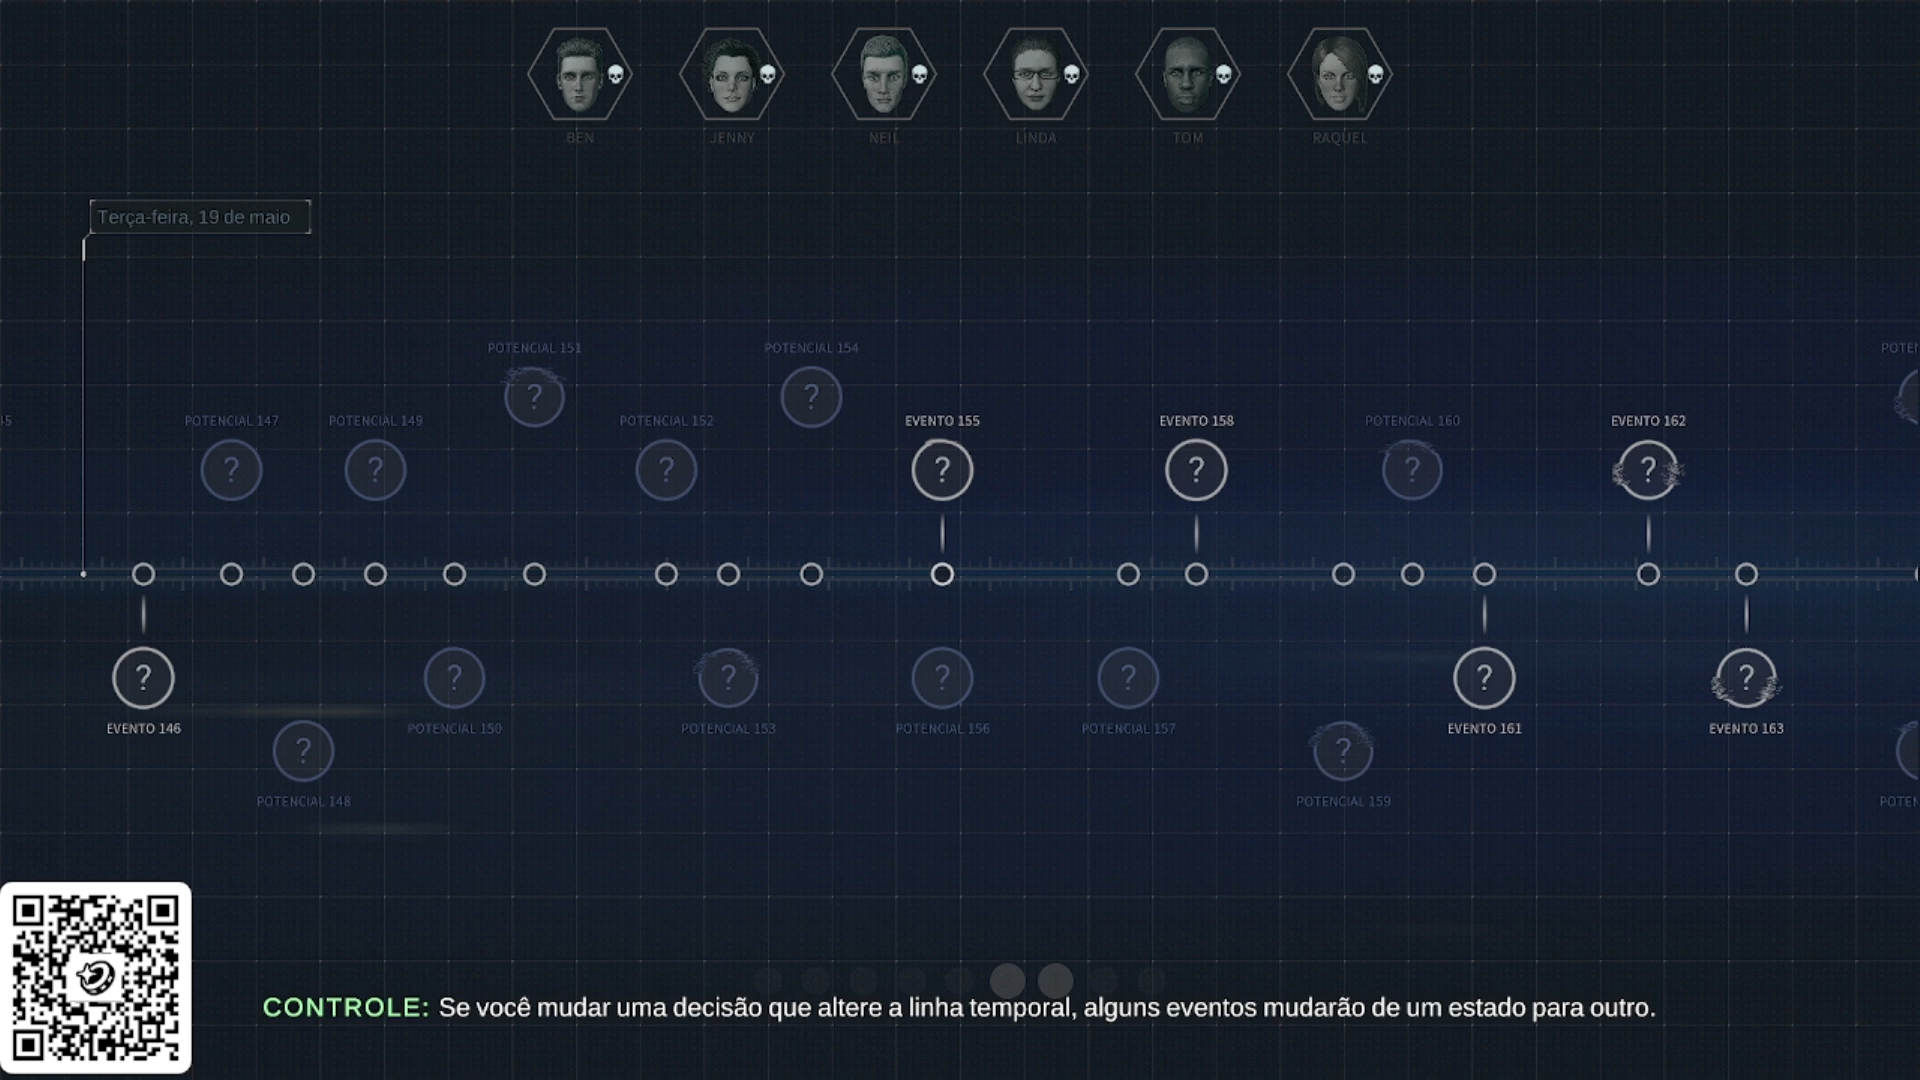 BEN
JENNY
NEIL
LINDA
TOM
RAQUEL
Terça-feira, 19 de maio
POTENCIAL 151
POTENCIAL 154
POTENCIAL 147
POTENCIAL 149
POTENCIAL 152
EVENTO 155
EVENTO 158
POTENCIAL 160
EVENTO 162
EVENTO 146
POTENCIAL 150
POTENCIAL 153
POTENCIAL 156
POTENCIAL 157
EVENTO 161
EVENTO 163
POTENCIAL 148
POTENCIAL 159
CONTROLE: Se você mudar uma decisão que altere a linha temporal, alguns eventos mudarão de um estado para outro.